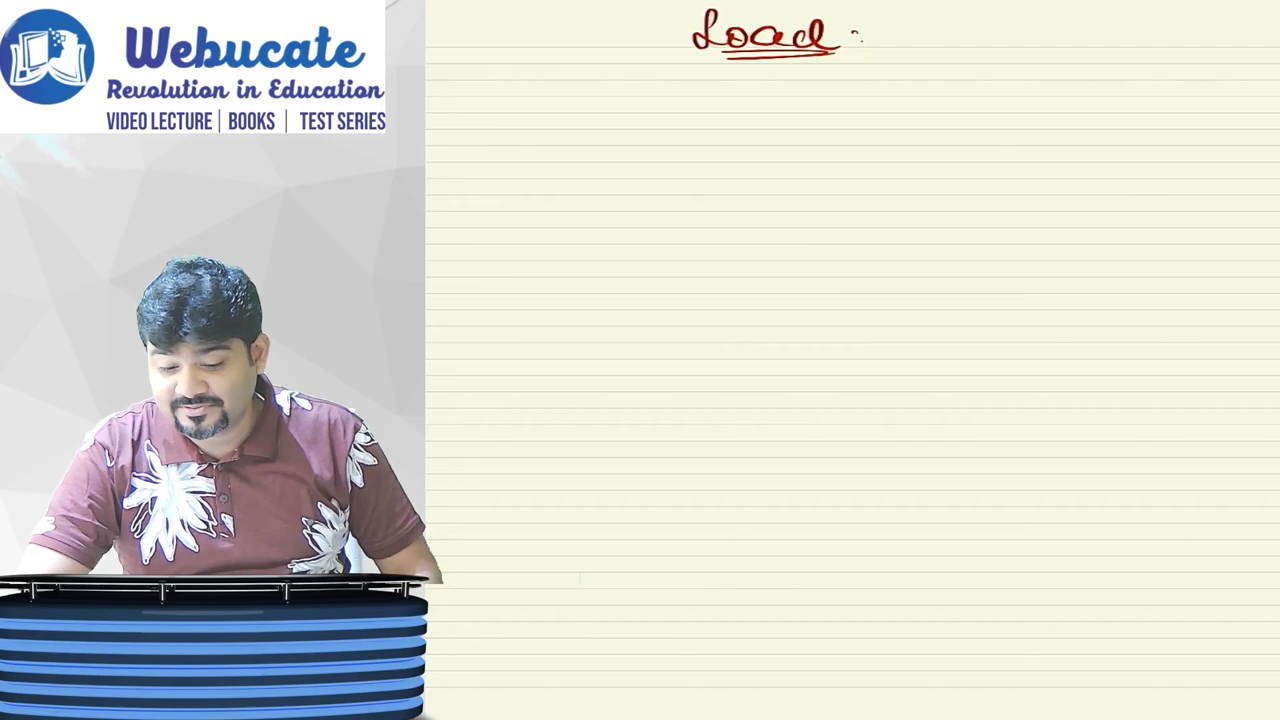 Webucate
Revolution in Education
VIDEO LECTURE | BOOKS | TEST SERIES
Load :